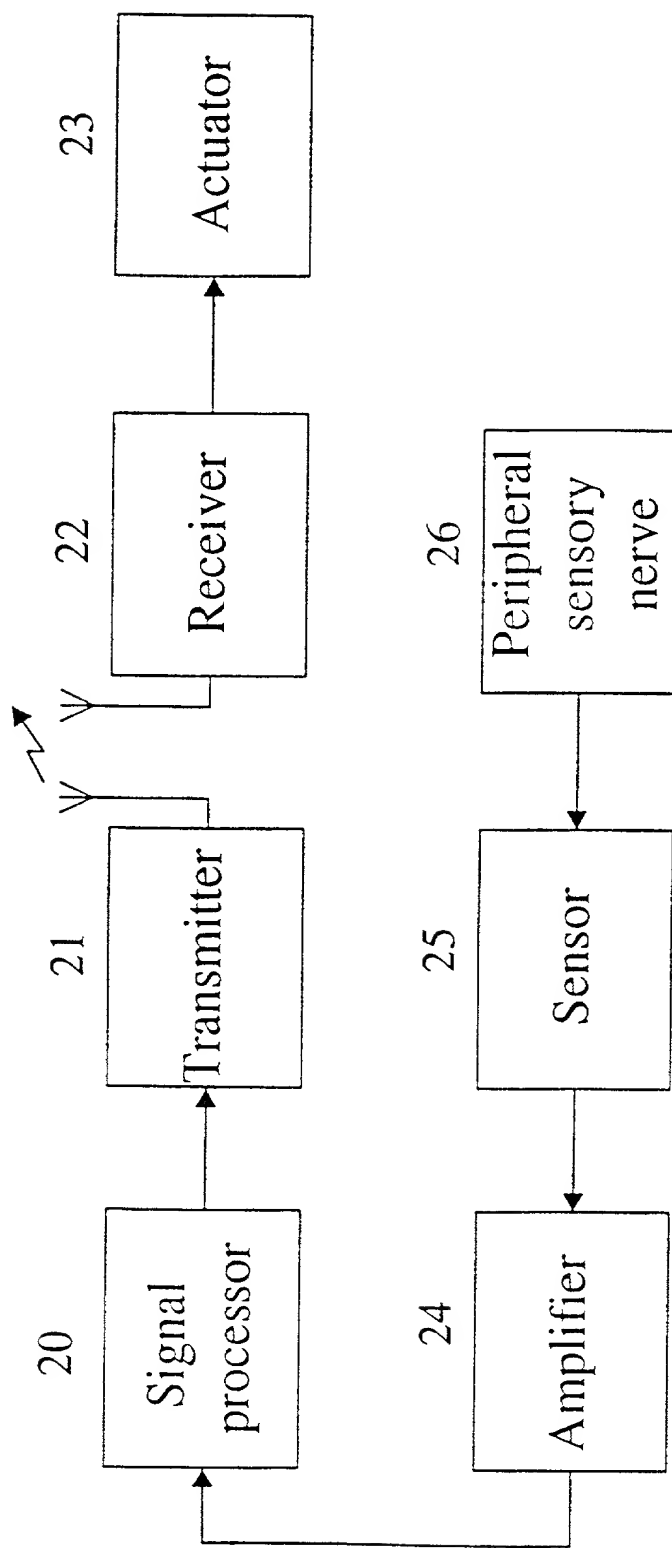 20
Signal
processor
21
Transmitter
22
Receiver
23
Actuator
24
Amplifier
25
Sensor
26
Peripheral
sensory
nerve